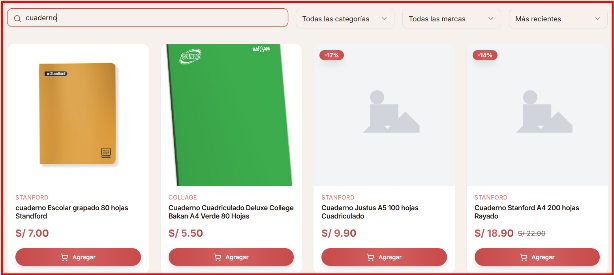 cuaderno
Todas las categorías
Todas las marcas
Más recientes
-17%
-14%
Stanford
STANFORD
COLLAGE
STANFORD
STANFORD
cuaderno Escolar grapado 80 hojas
Standford
Cuaderno Cuadriculado Deluxe College
Bakan A4 Verde 80 Hojas
Cuaderno Justus A5 100 hojas
Cuadriculado
Cuaderno Stanford A4 200 hojas
Rayado
S/ 7.00
S/ 5.50
S/ 9.90
S/ 18.90 S/ 22.00
Agregar
Agregar
Agregar
Agregar